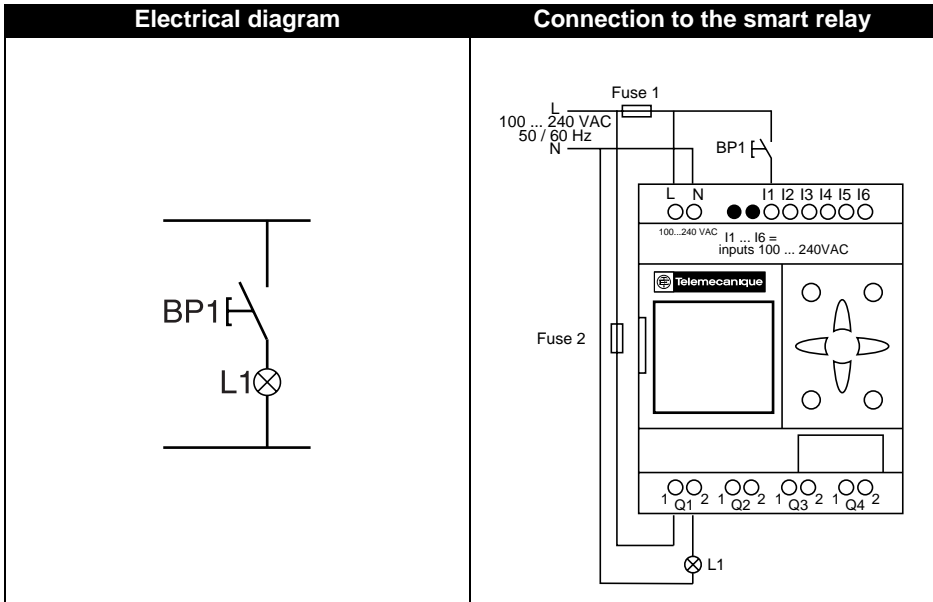 Electrical diagram
Connection to the smart relay
BP1
L1
Fuse 1
L
100 ... 240 VAC
50 / 60 Hz
N
BP1
L N I1 I2 I3 I4 I5 I6
100...240 VAC
I1 ... I6 =
inputs 100 ... 240VAC
Telemecanique
Fuse 2
1 2 1 2 1 2 1 2
Q1 Q2 Q3 Q4
L1